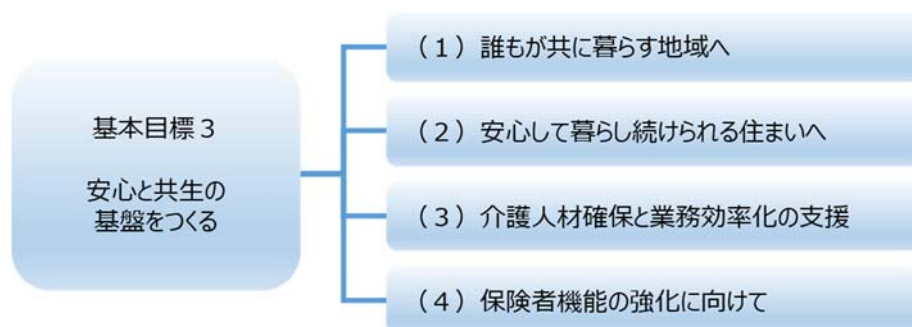 基本目標３
安心と共生の
基盤をつくる
（１）誰もが共に暮らす地域へ
（２）安心して暮らし続けられる住まいへ
（３）介護人材確保と業務効率化の支援
（４）保険者機能の強化に向けて